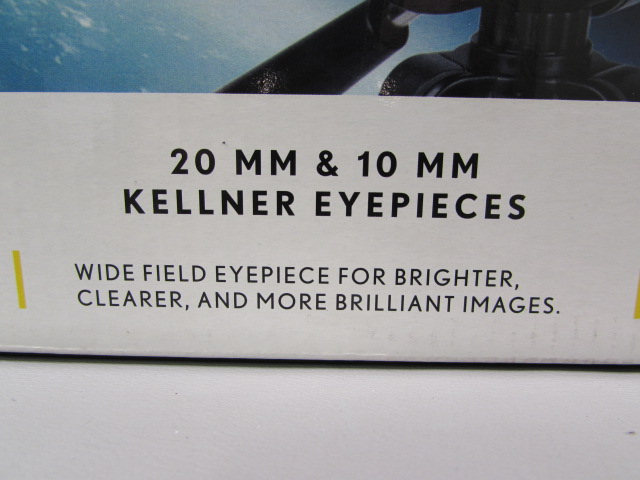 20 MM & 10 MM
KELLNER EYEPIECES
WIDE FIELD EYEPIECE FOR BRIGHTER,
CLEARER, AND MORE BRILLIANT IMAGES.